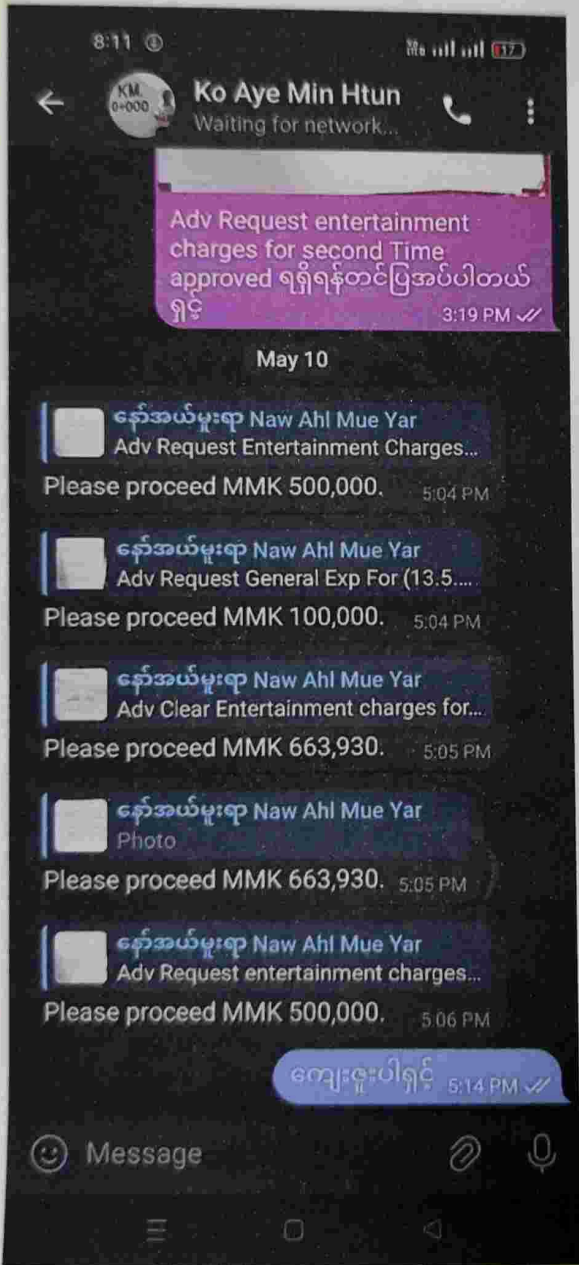 8:11
17
KM.
0+000
Ko Aye Min Htun
Waiting for network...
Adv Request entertainment
charges for second Time
approved ရရှိရန်တင်ပြအပ်ပါတယ်
ရှင့်
3:19 PM
May 10
နော်အယ်မူးရာ Naw Ahl Mue Yar
Adv Request Entertainment Charges...
Please proceed MMK 500,000. 5:04 PM
နော်အယ်မူးရာ Naw Ahl Mue Yar
Adv Request General Exp For (13.5....
Please proceed MMK 100,000. 5:04 PM
နော်အယ်မူးရာ Naw Ahl Mue Yar
Adv Clear Entertainment charges for...
Please proceed MMK 663,930. 5:05 PM
နော်အယ်မူးရာ Naw Ahl Mue Yar
Photo
Please proceed MMK 663,930. 5:05 PM
နော်အယ်မူးရာ Naw Ahl Mue Yar
Adv Request entertainment charges...
Please proceed MMK 500,000. 5:06 PM
ကျေးဇူးပါရှင့် 5:14 PM
Message